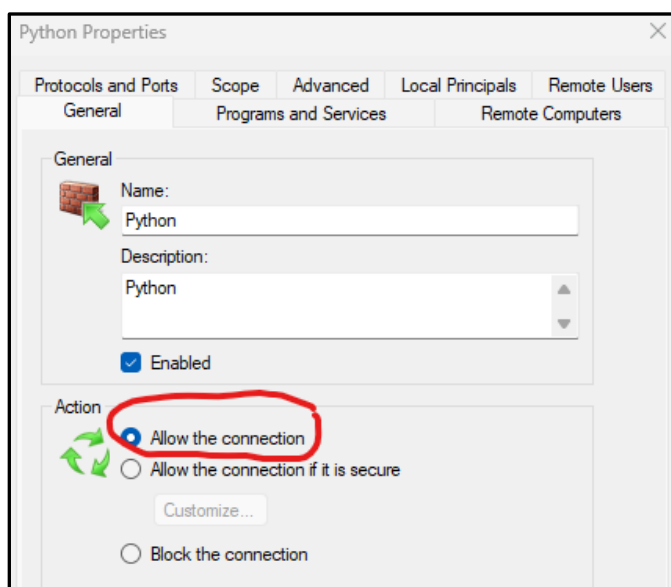 Python Properties
Protocols and Ports Scope Advanced Local Principals Remote Users
General Programs and Services Remote Computers
General
Name:
Python
Description:
Python
Enabled
Action
Allow the connection
Allow the connection if it is secure
Customize...
Block the connection